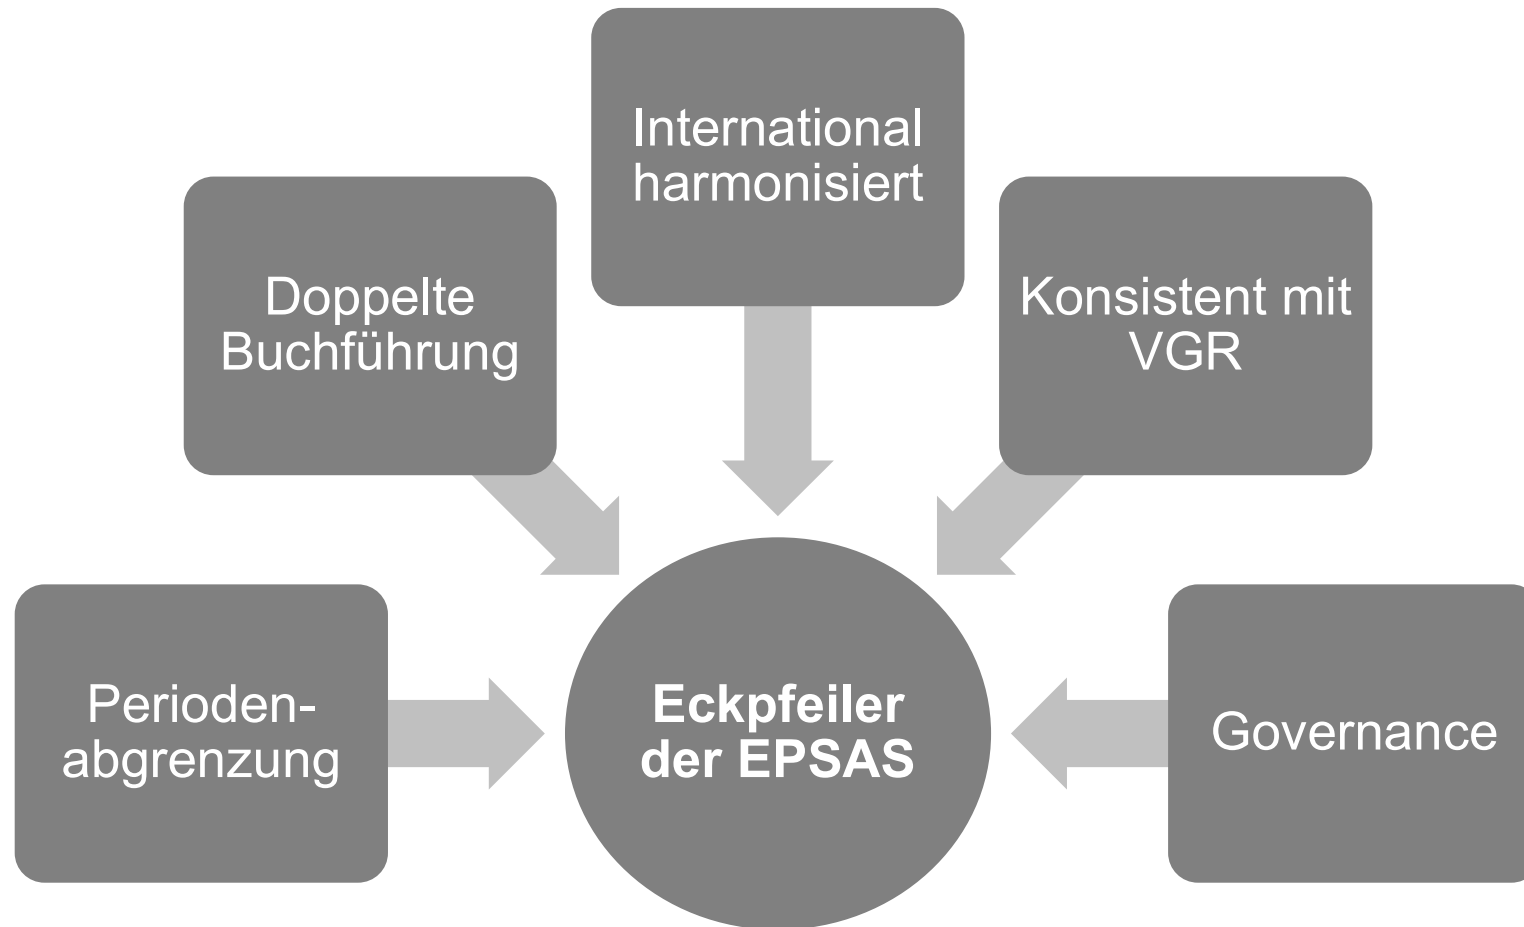 International
harmonisiert
Doppelte
Buchführung
Konsistent mit
VGR
Perioden-
abgrenzung
Eckpfeiler
der EPSAS
Governance